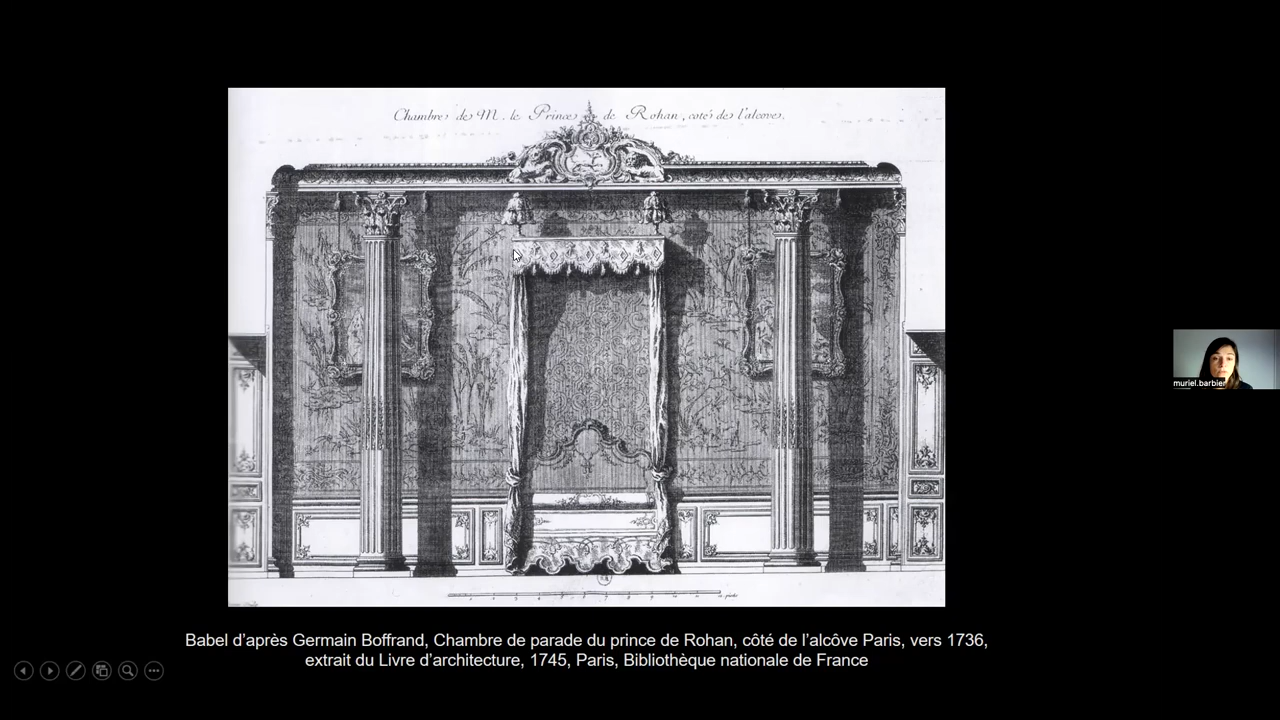 Chambre de M. le Prince de Rohan, coté de l'alcove.
muriel.barbier
Babel d'après Germain Boffrand, Chambre de parade du prince de Rohan, côté de l'alcôve Paris, vers 1736,
extrait du Livre d'architecture, 1745, Paris, Bibliothèque nationale de France